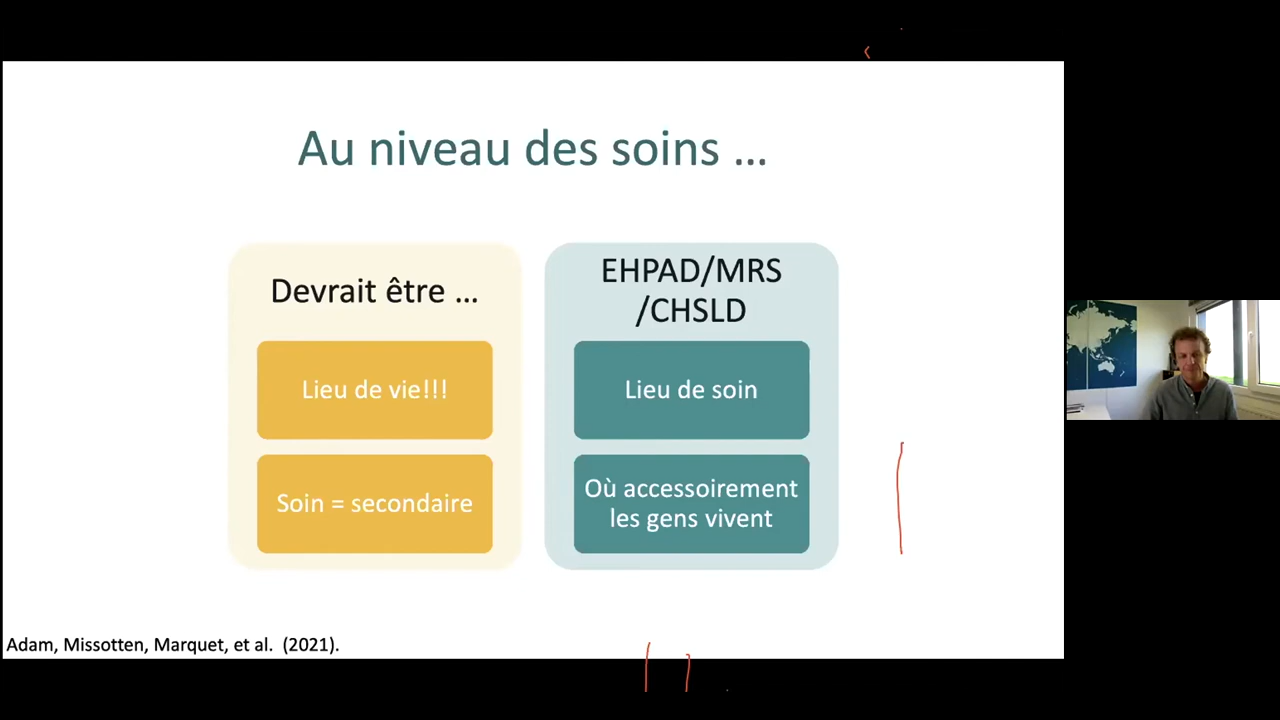 Au niveau des soins …
Devrait être …
Lieu de vie!!!
Soin = secondaire
EHPAD/MRS
/CHSLD
Lieu de soin
Où accessoirement
les gens vivent
Adam, Missotten, Marquet, et al. (2021).